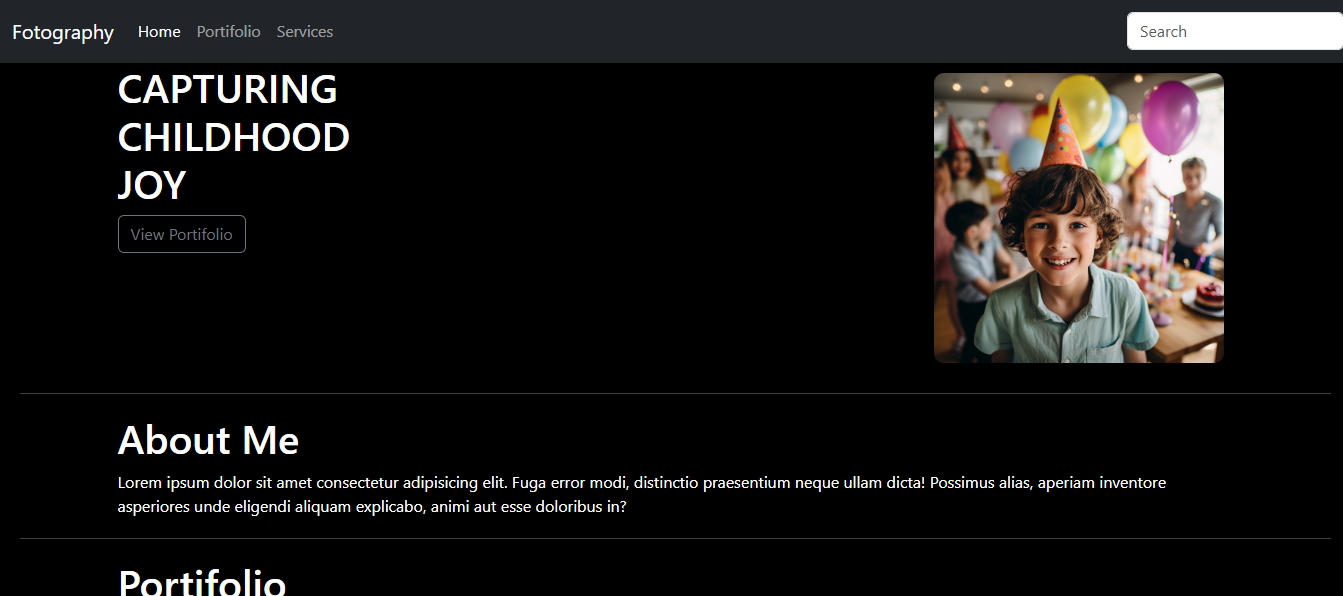 Fotography Home Portifolio Services Search
CAPTURING
CHILDHOOD
JOY
View Portifolio
About Me
Lorem ipsum dolor sit amet consectetur adipisicing elit. Fuga error modi, distinctio praesentium neque ullam dicta! Possimus alias, aperiam inventore
asperiores unde eligendi aliquam explicabo, animi aut esse doloribus in?
Portifolio